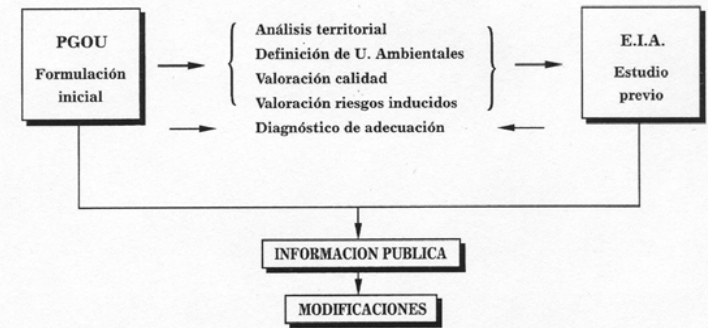 PGOU
Formulación
inicial
Análisis territorial
Definición de U. Ambientales
Valoración calidad
Valoración riesgos inducidos
Diagnóstico de adecuación
E.I.A.
Estudio
previo
INFORMACION PUBLICA
MODIFICACIONES